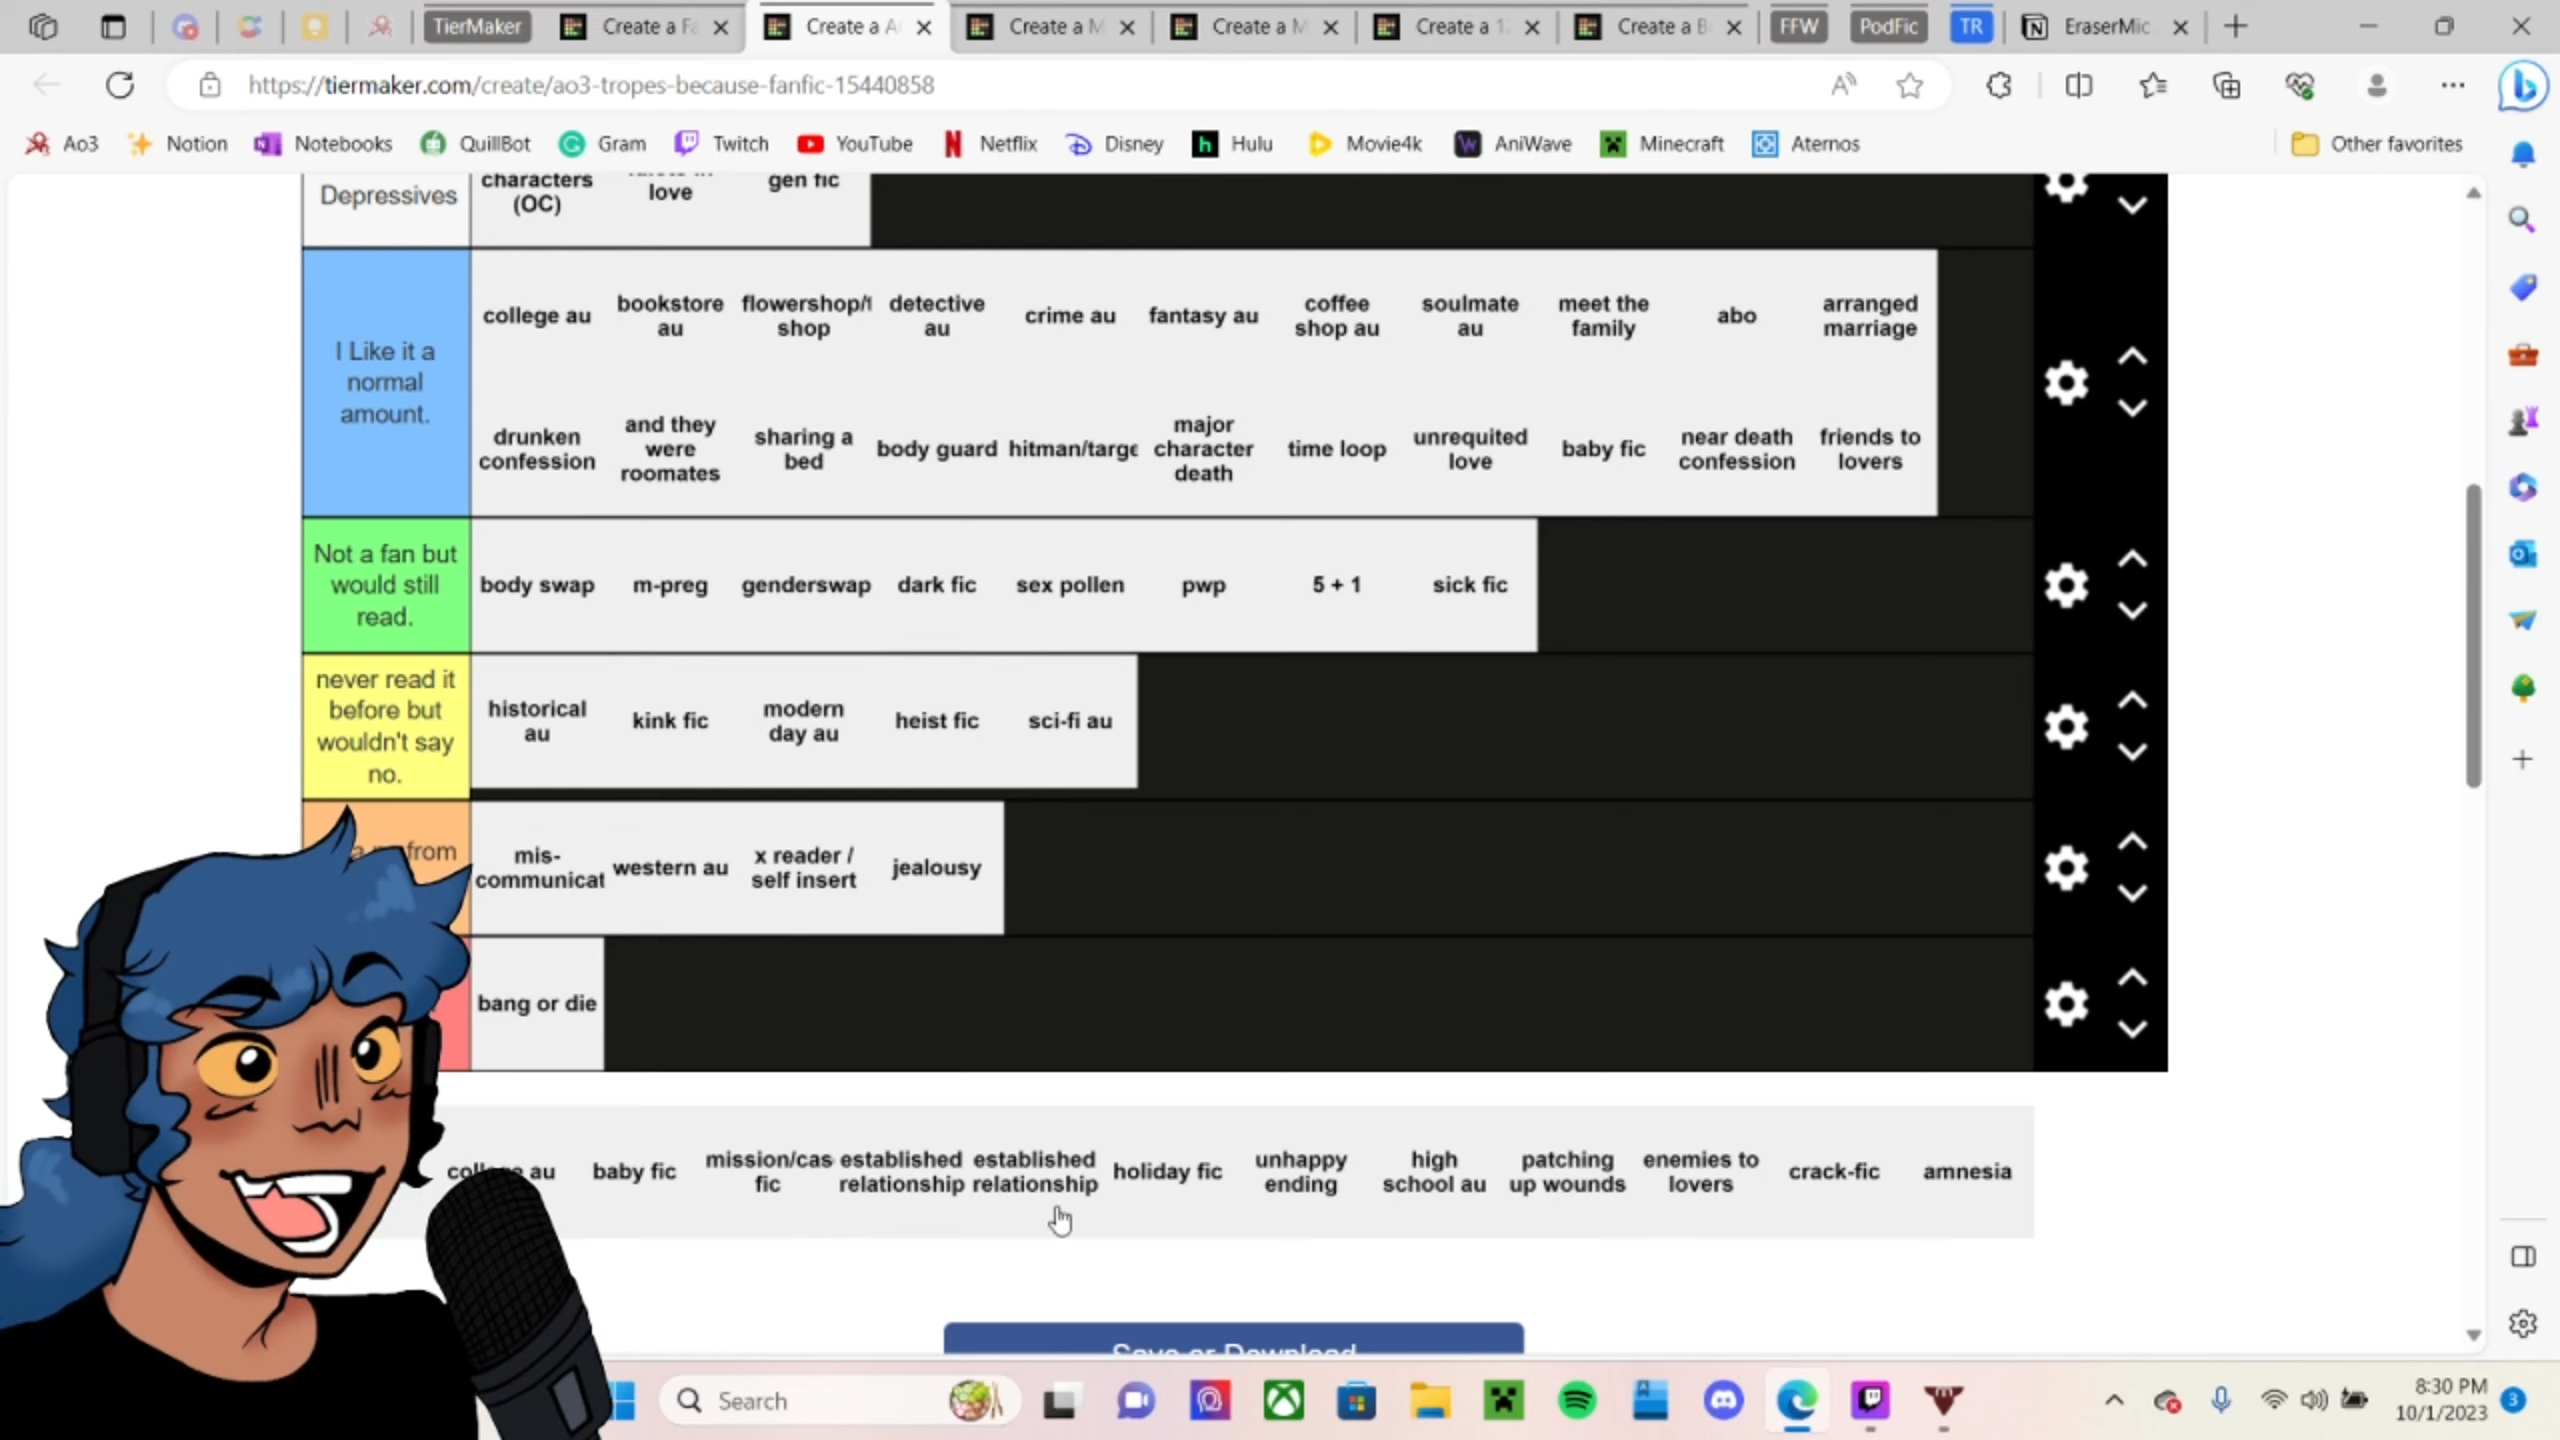 TierMaker
Create a Fa
Create a A
Create a M
Create a M
Create a 1
Create a B
FFW
PodFic
TR
EraserMic
https://tiermaker.com/create/ao3-tropes-because-fanfic-15440858
Ao3
Notion
Notebooks
QuillBot
Gram
Twitch
YouTube
Netflix
Disney
Hulu
Movie4k
AniWave
Minecraft
Aternos
Other favorites
Depressives
characters
(OC)
love
gen fic
I Like it a
normal
amount.
college au
bookstore
au
flowershop/t
shop
detective
au
crime au
fantasy au
coffee
shop au
soulmate
au
meet the
family
abo
arranged
marriage
drunken
confession
and they
were
roomates
sharing a
bed
body guard
hitman/targe
major
character
death
time loop
unrequited
love
baby fic
near death
confession
friends to
lovers
Not a fan but
would still
read.
body swap
m-preg
genderswap
dark fic
sex pollen
pwp
5 + 1
sick fic
never read it
before but
wouldn't say
no.
historical
au
kink fic
modern
day au
heist fic
sci-fi au
from
mis-
communicat
western au
x reader /
self insert
jealousy
bang or die
college au
baby fic
mission/cas
fic
established
relationship
established
relationship
holiday fic
unhappy
ending
high
school au
patching
up wounds
enemies to
lovers
crack-fic
amnesia
Save or Download
Search
8:30 PM
10/1/2023
3